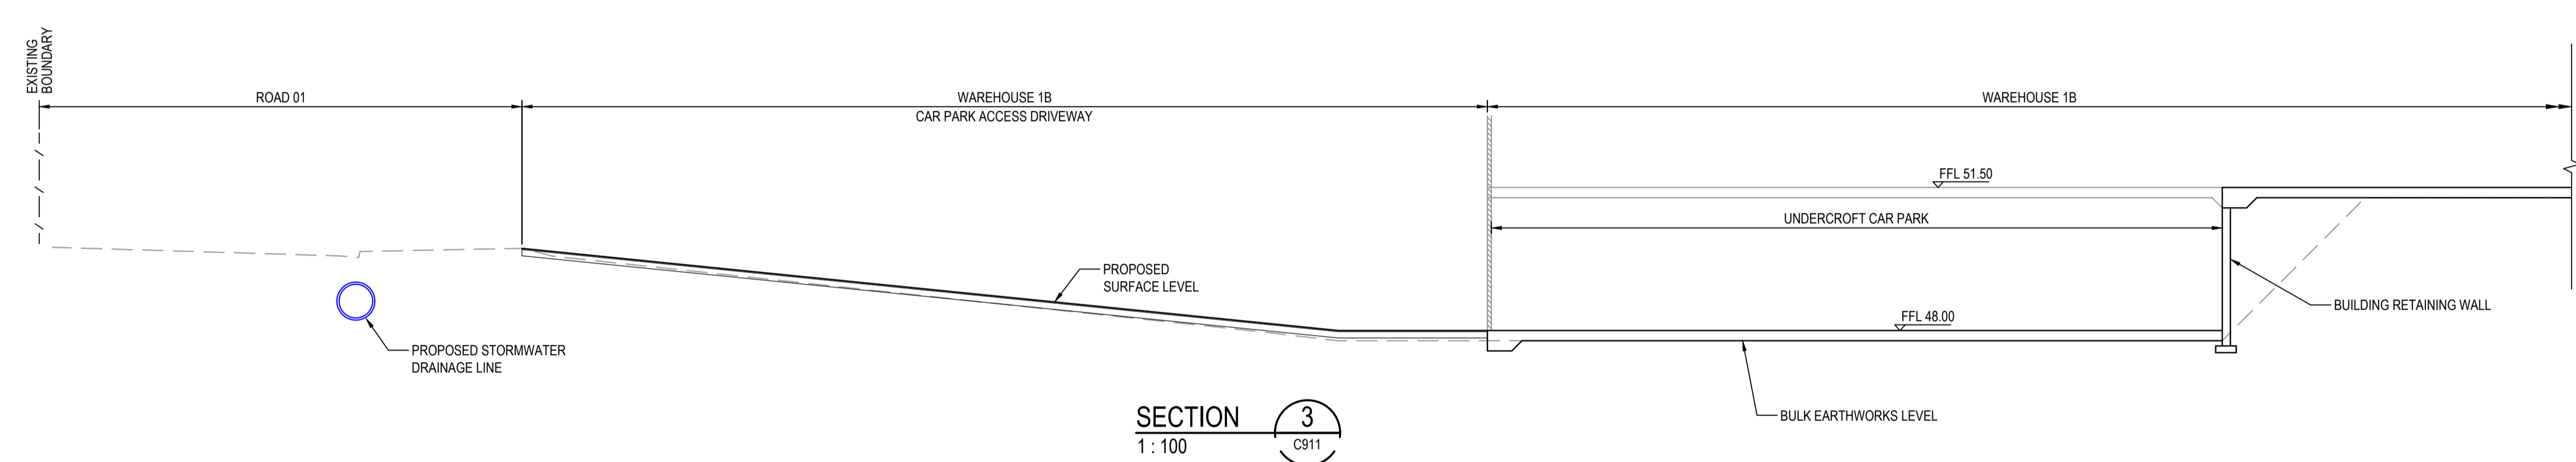 EXISTING
BOUNDARY
ROAD 01
WAREHOUSE 1B
CAR PARK ACCESS DRIVEWAY
WAREHOUSE 1B
FFL 51.50
UNDERCROFT CAR PARK
PROPOSED
SURFACE LEVEL
BUILDING RETAINING WALL
FFL 48.00
PROPOSED STORMWATER
DRAINAGE LINE
BULK EARTHWORKS LEVEL
SECTION 3
1 : 100 C911